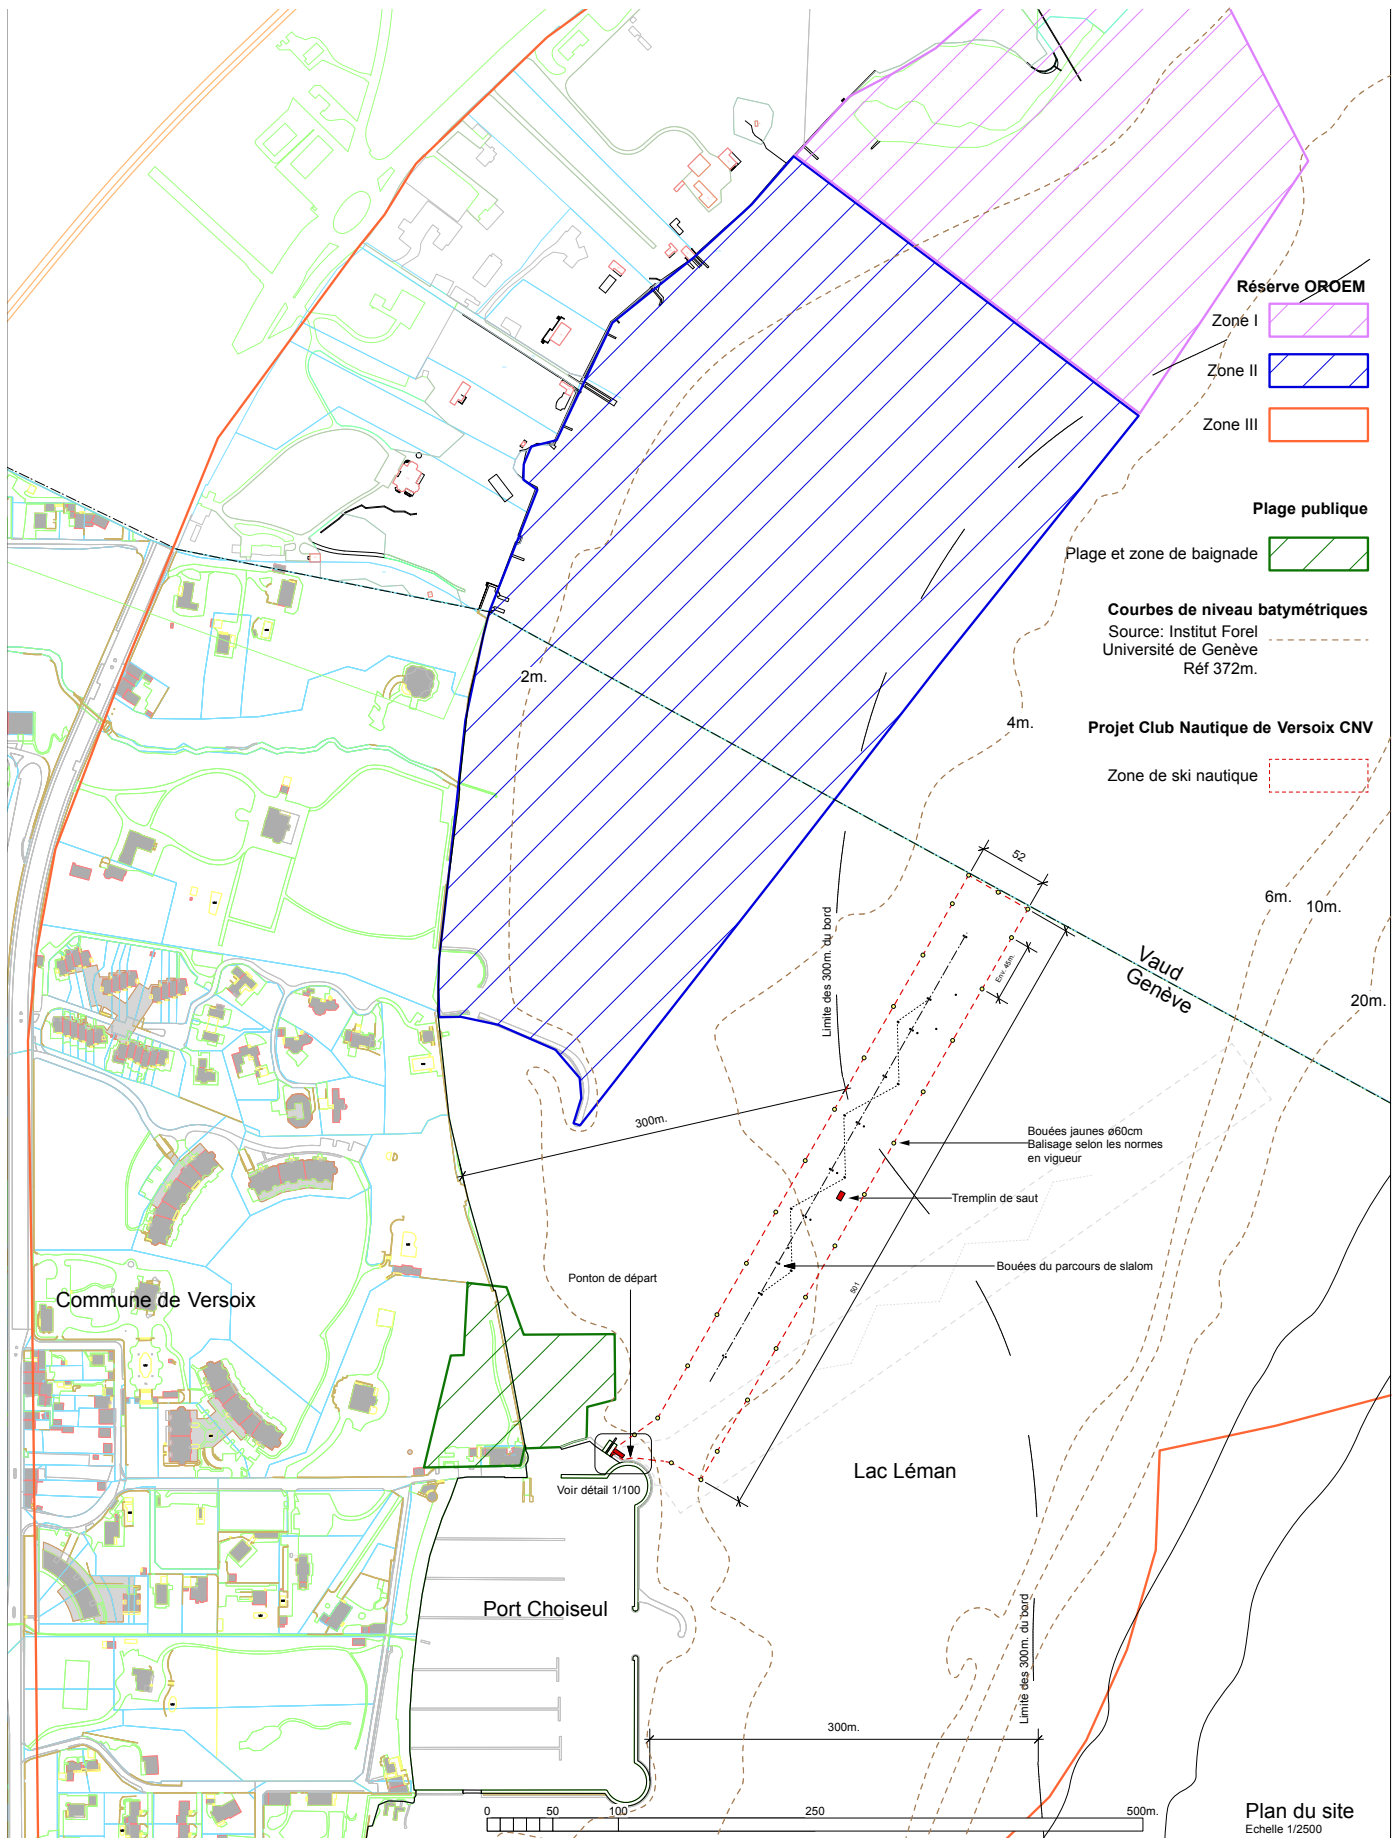 Réserve OROEM
Zone I
Zone II
Zone III
Plage publique
Plage et zone de baignade
Courbes de niveau batymétriques
Source: Institut Forel
Université de Genève
Réf 372m.
2m.
4m.
Projet Club Nautique de Versoix CNV
Zone de ski nautique
52
6m.
10m.
Limite des 300m. du bord
Env. 46m.
Vaud
Genève
20m.
300m.
Bouées jaunes ø60cm
Balisage selon les normes
en vigueur
Tremplin de saut
Bouées du parcours de slalom
Ponton de départ
501
Commune de Versoix
Lac Léman
Voir détail 1/100
Port Choiseul
Limite des 300m. du bord
300m.
0 50 100 250 500m.
Plan du site
Echelle 1/2500